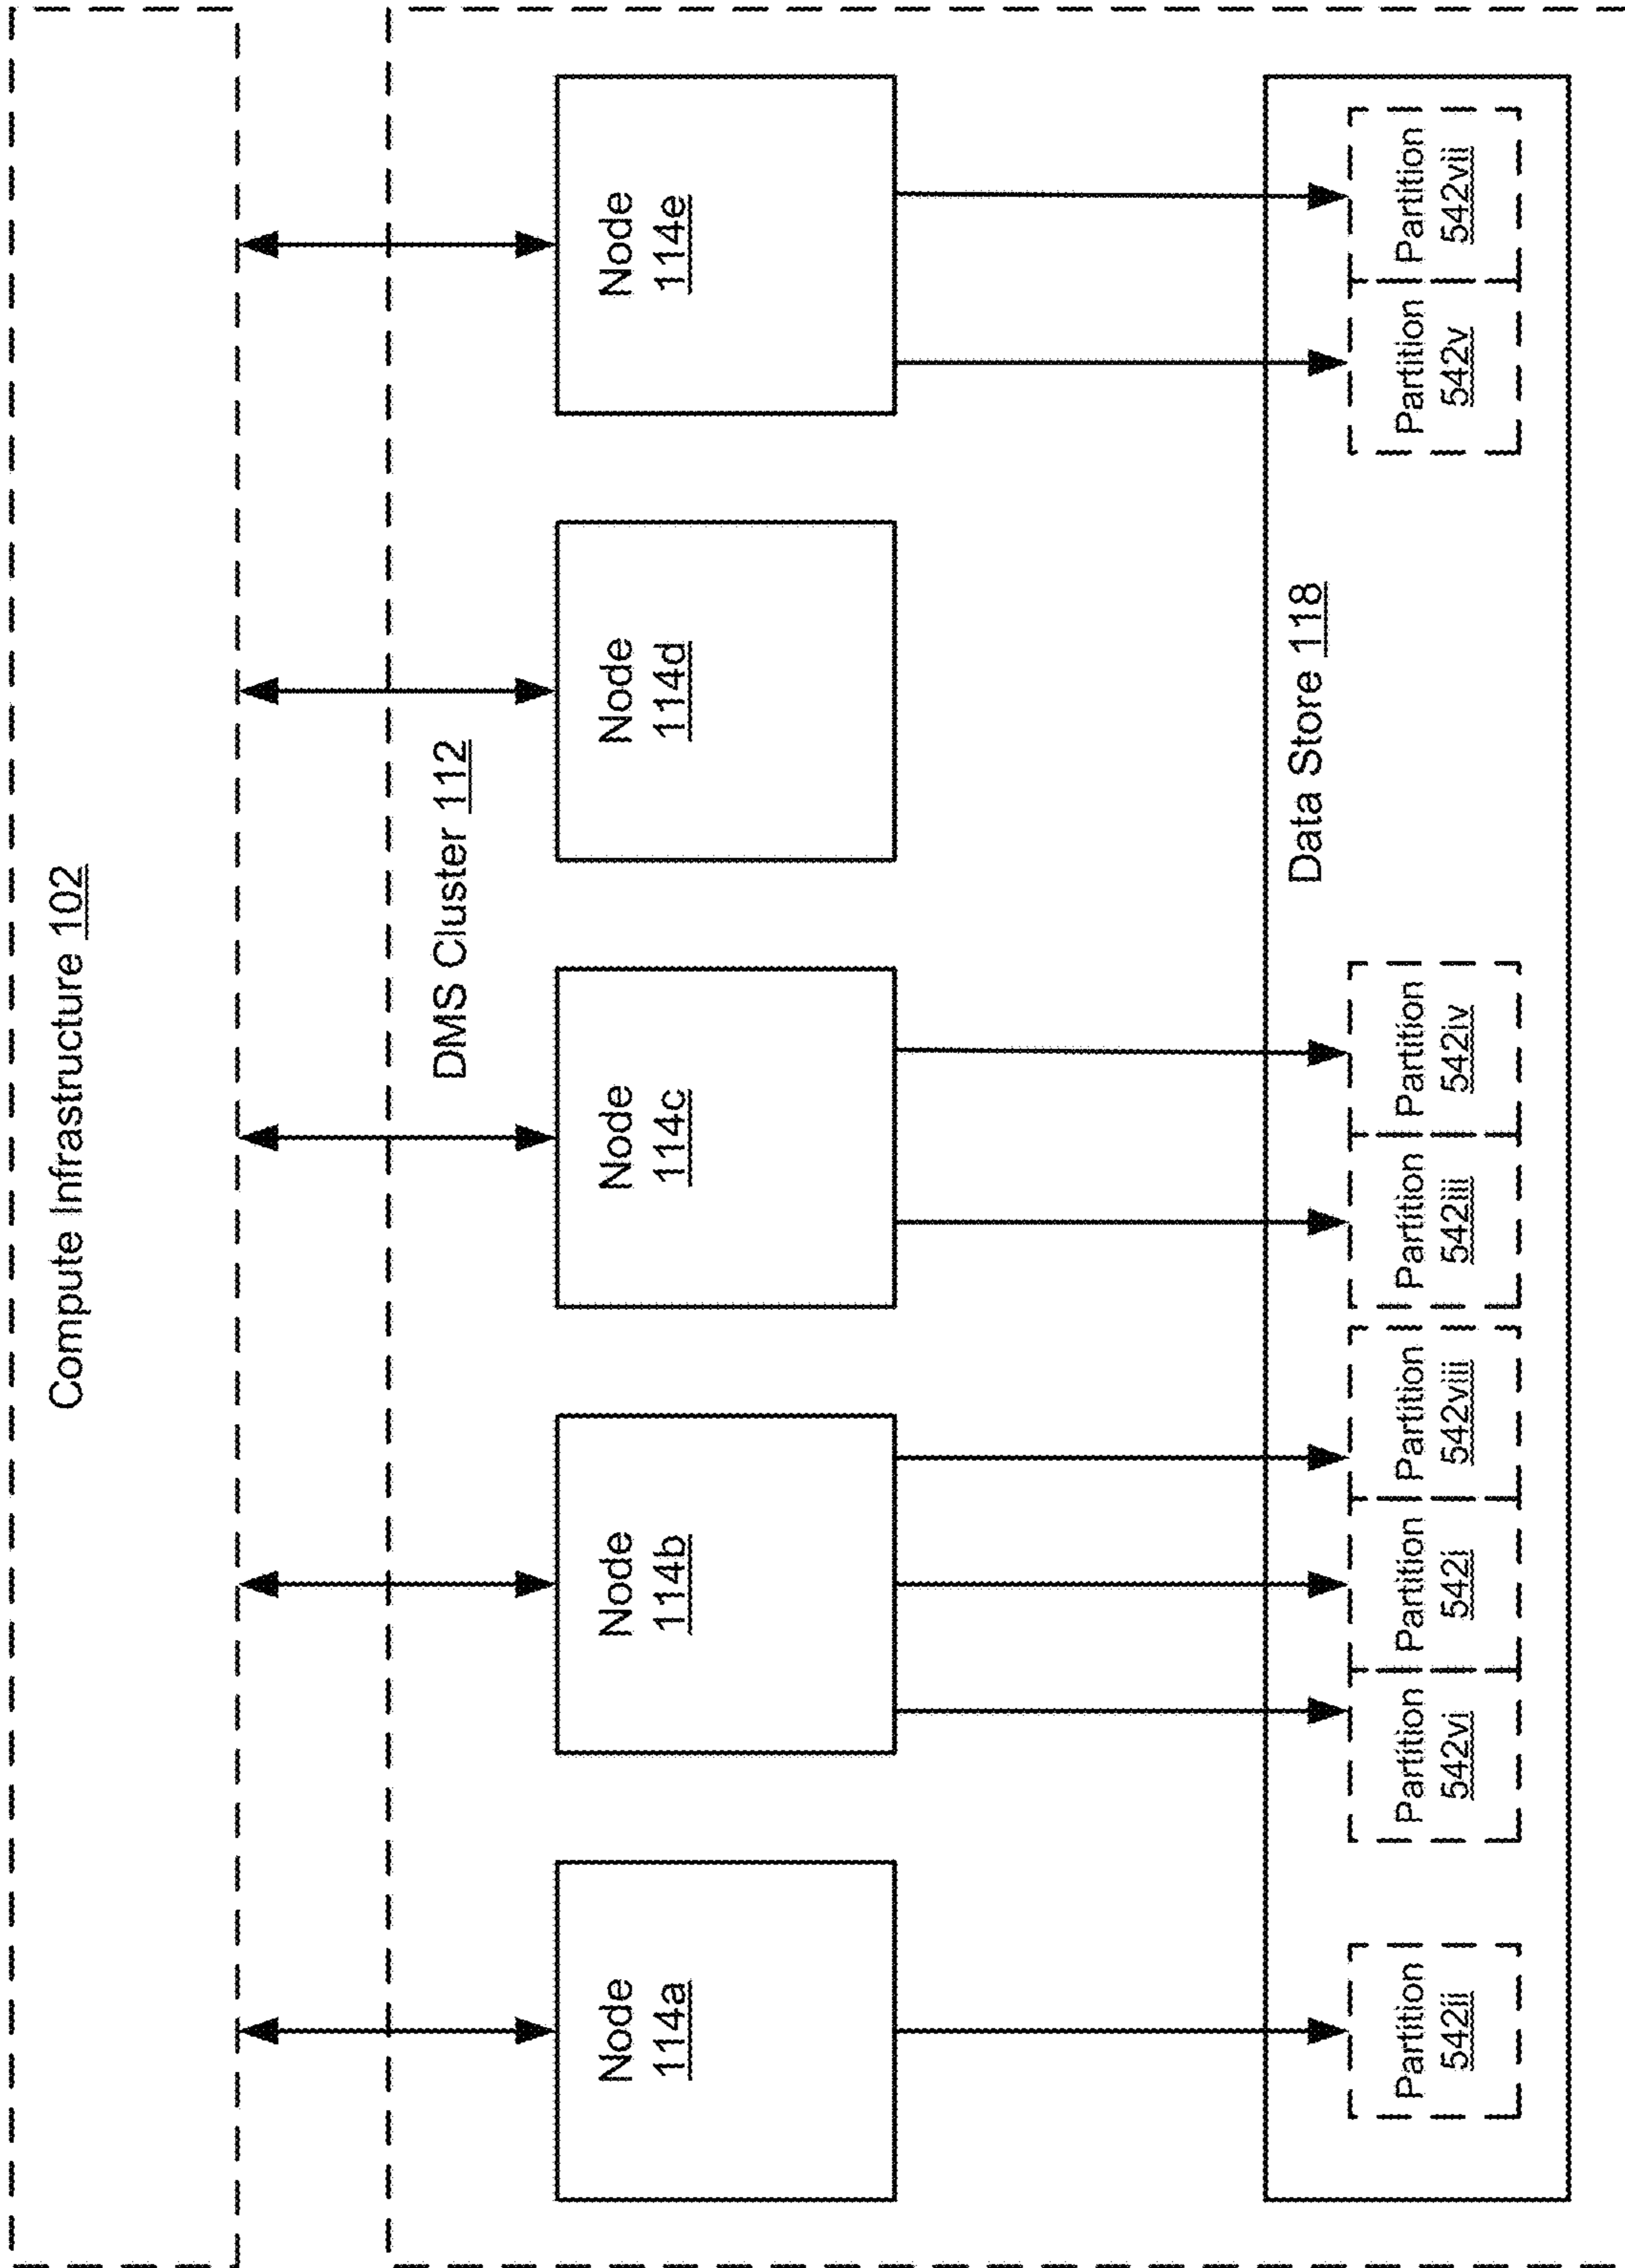 Compute Infrastructure 102
DMS Cluster 112
Node
114a
Node
114b
Node
114c
Node
114d
Node
114e
Data Store 118
Partition
542ii
Partition
542vi
Partition
542i
Partition
542viii
Partition
542iii
Partition
542iv
Partition
542v
Partition
542vii